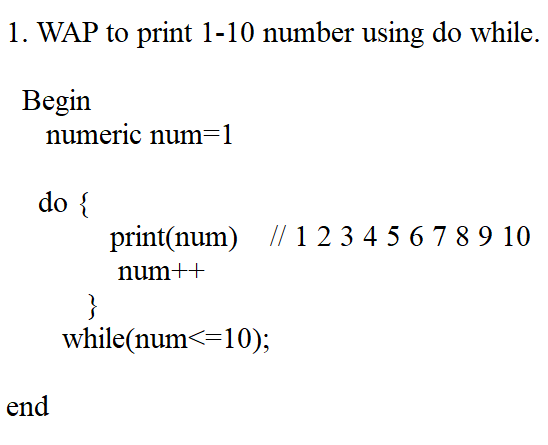 1. WAP to print 1-10 number using do while.
Begin
numeric num=1
do {
print(num) // 1 2 3 4 5 6 7 8 9 10
num++
}
while(num<=10);
end